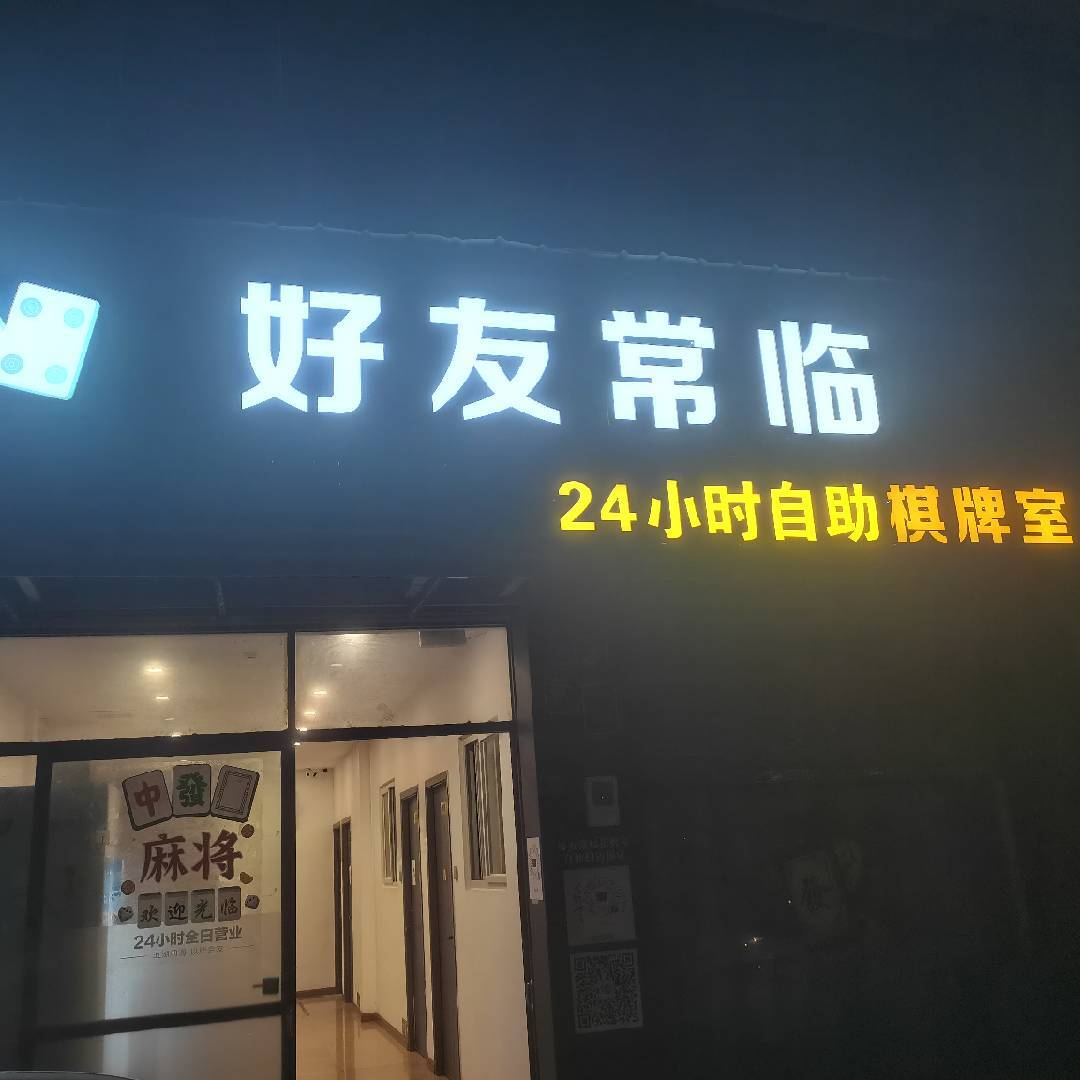 好友常临
24小时自助棋牌室
中 發
麻将
欢迎光临
24小时全日营业